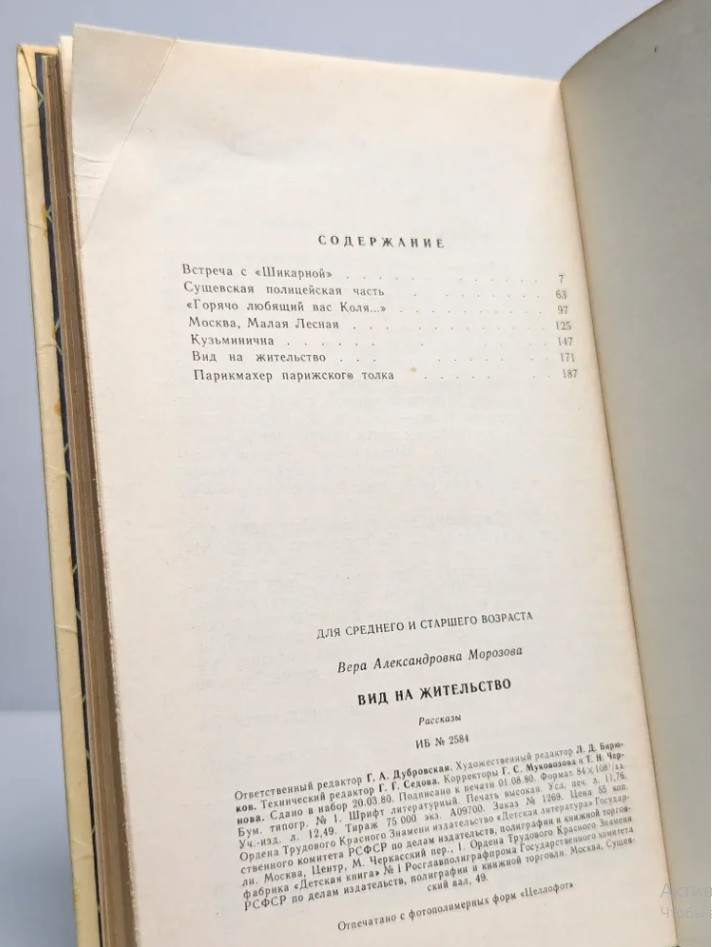 СОДЕРЖАНИЕ
Встреча с «Шикарной» . . . . . . . . . . 7
Сущевская полицейская часть . . . . . . . 63
«Горячо любящий вас Коля...» . . . . . . . 97
Москва, Малая Лесная . . . . . . . . . . 125
Кузьминична . . . . . . . . . . . . 147
Вид на жительство . . . . . . . . . . 171
Парикмахер парижского толка . . . . . . . 187
ДЛЯ СРЕДНЕГО И СТАРШЕГО ВОЗРАСТА
Вера Александровна Морозова
ВИД НА ЖИТЕЛЬСТВО
Рассказы
ИБ № 2584
Ответственный редактор Г. А. Дубровская. Художественный редактор Л. Д. Бирю-
ков. Технический редактор Г. Г. Седова. Корректоры Г. С. Муковозова и Т. Н. Чер-
нова. Сдано в набор 20.03.80. Подписано к печати 01.08.80. Формат 84×108¹/₃₂.
Бум. типогр. № 1. Шрифт литературный. Печать высокая. Усл. печ. л. 11,76.
Уч.-изд. л. 12,49. Тираж 75 000 экз. А09700. Заказ № 1269. Цена 55 коп.
Ордена Трудового Красного Знамени издательство «Детская литература» Государ-
ственного комитета РСФСР по делам издательств, полиграфии и книжной торгов-
ли. Москва, Центр, М. Черкасский пер., 1. Ордена Трудового Красного Знамени
фабрика «Детская книга» № 1 Росглавполиграфпрома Государственного комитета
РСФСР по делам издательств, полиграфии и книжной торговли. Москва, Сущев-
ский вал, 49.
Отпечатано с фотополимерных форм «Целлофот»